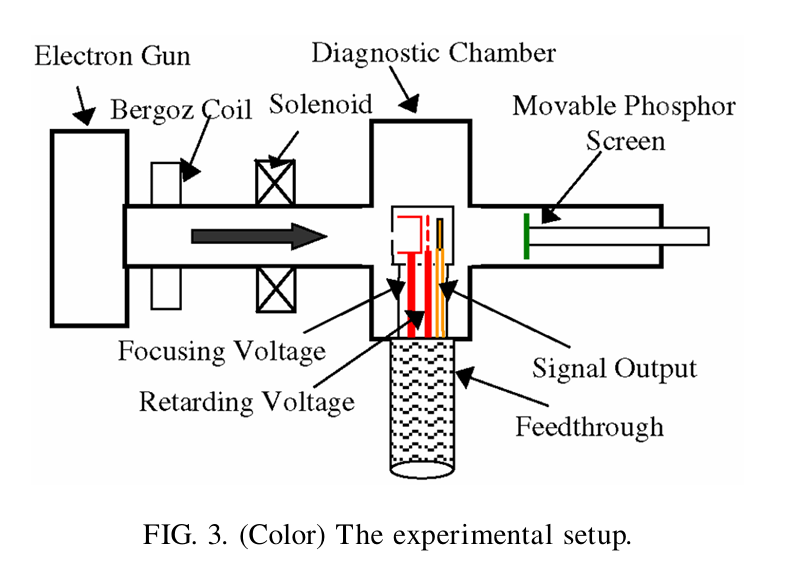 Electron Gun
Diagnostic Chamber
Bergoz Coil
Solenoid
Movable Phosphor
Screen
Focusing Voltage
Retarding Voltage
Signal Output
Feedthrough
FIG. 3. (Color) The experimental setup.